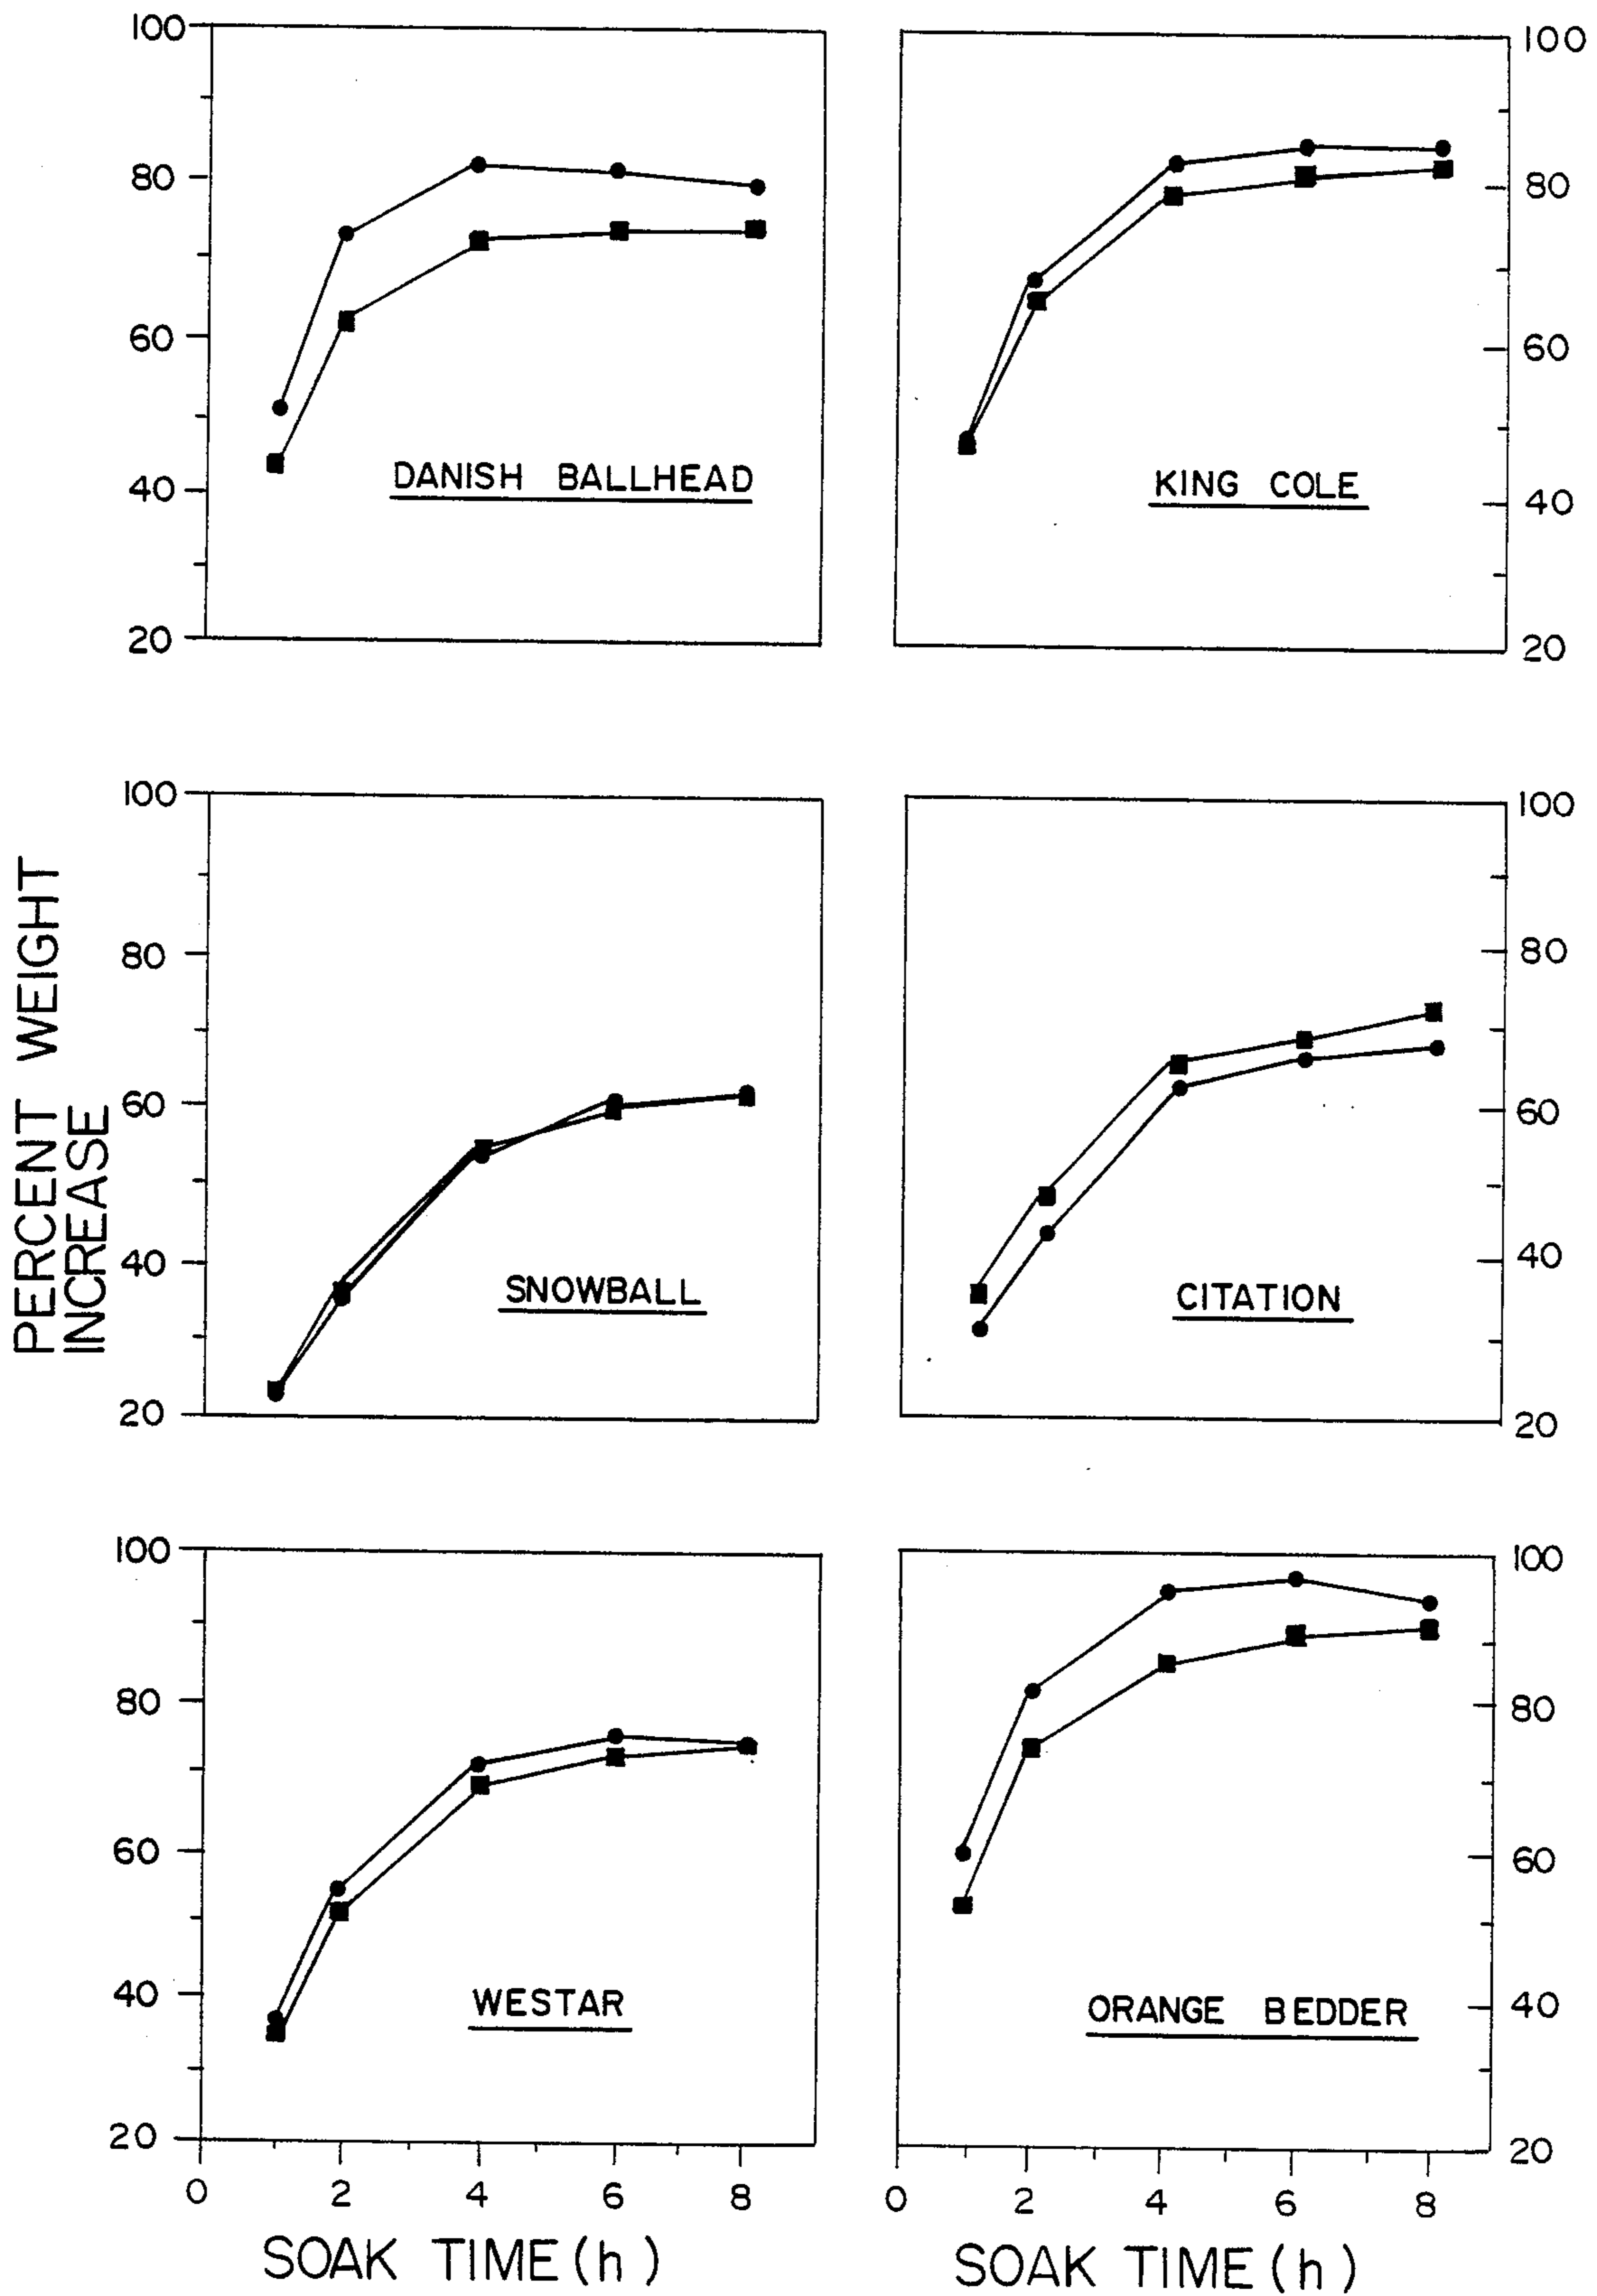 100
80
60
40
20
DANISH BALLHEAD
100
80
60
40
20
KING COLE
PERCENT WEIGHT
INCREASE
100
80
60
40
20
SNOWBALL
100
80
60
40
20
CITATION
100
80
60
40
20
WESTAR
0 2 4 6 8
SOAK TIME (h)
100
80
60
40
20
ORANGE BEDDER
0 2 4 6 8
SOAK TIME (h)